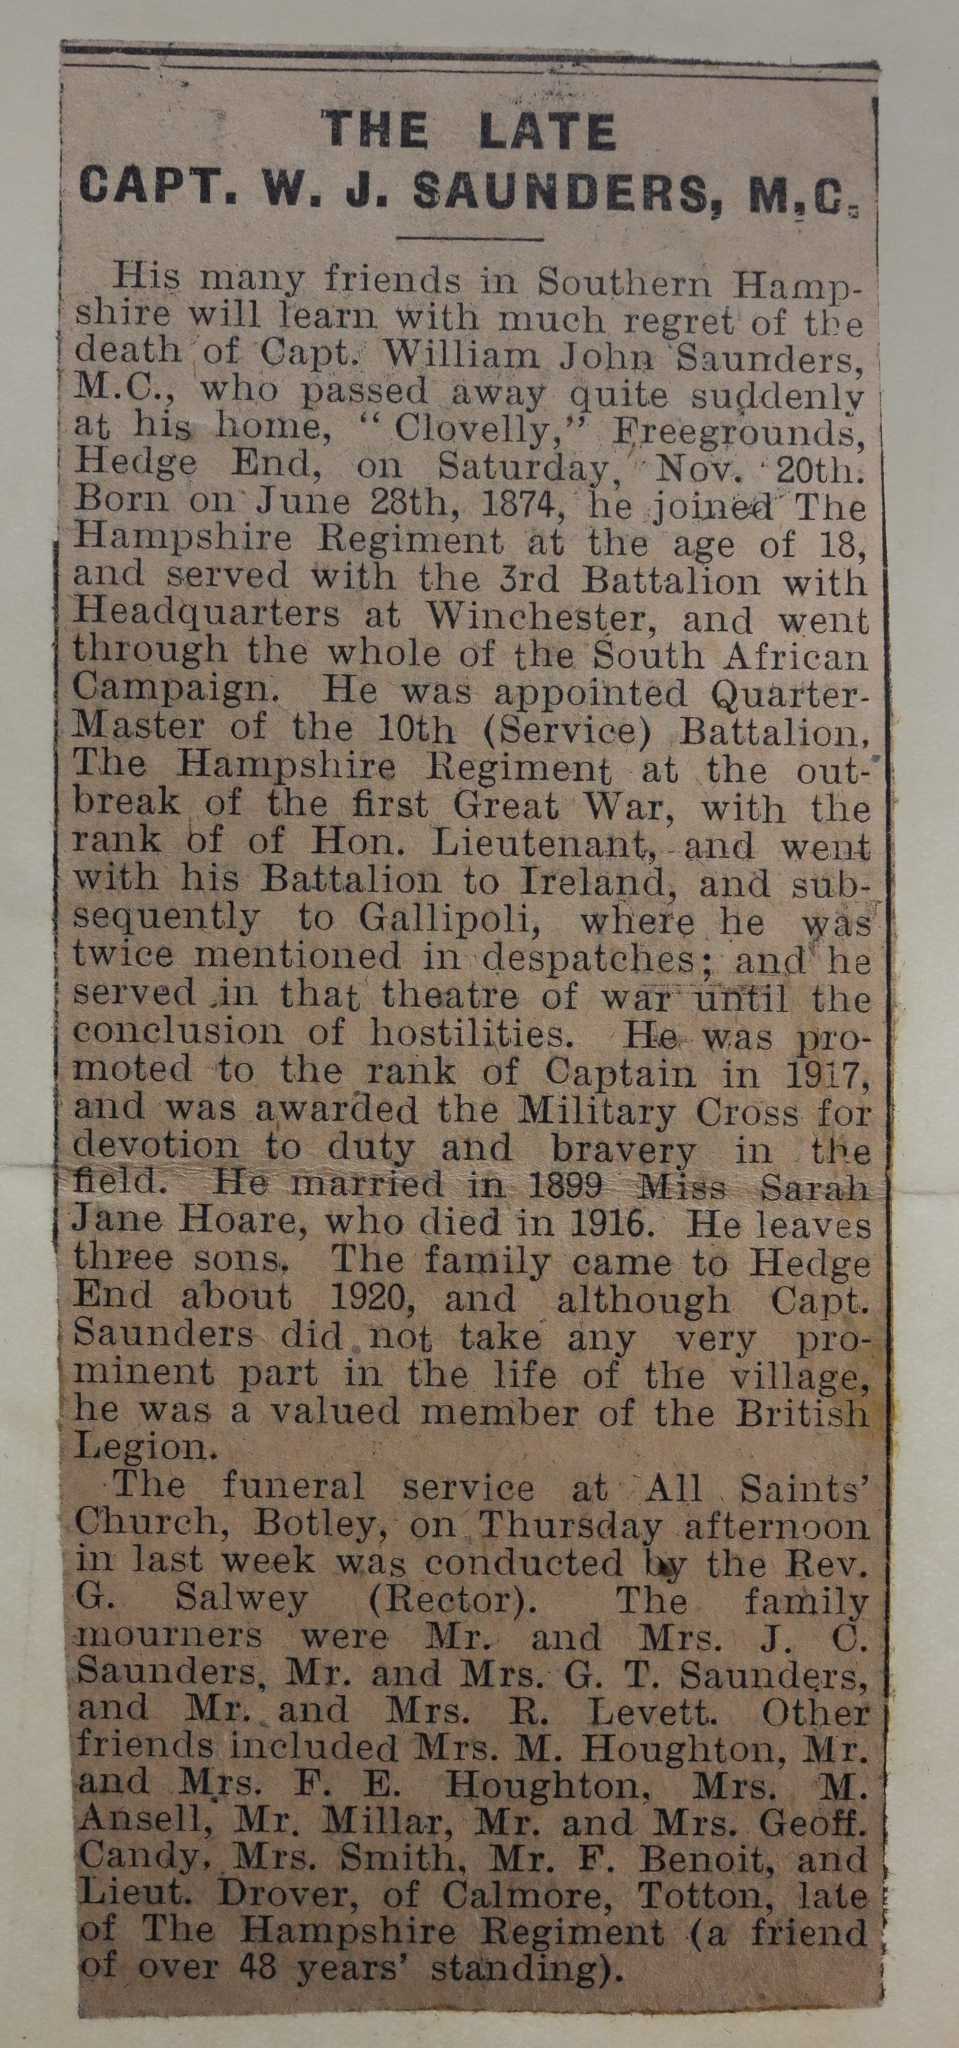 THE LATE
CAPT. W. J. SAUNDERS, M.C.
His many friends in Southern Hamp-
shire will learn with much regret of the
death of Capt. William John Saunders,
M.C., who passed away quite suddenly
at his home, “Clovelly,” Freegrounds,
Hedge End, on Saturday, Nov. 20th.
Born on June 28th, 1874, he joined The
Hampshire Regiment at the age of 18,
and served with the 3rd Battalion with
Headquarters at Winchester, and went
through the whole of the South African
Campaign. He was appointed Quarter-
Master of the 10th (Service) Battalion,
The Hampshire Regiment at the out-
break of the first Great War, with the
rank of of Hon. Lieutenant, and went
with his Battalion to Ireland, and sub-
sequently to Gallipoli, where he was
twice mentioned in despatches; and he
served in that theatre of war until the
conclusion of hostilities. He was pro-
moted to the rank of Captain in 1917,
and was awarded the Military Cross for
devotion to duty and bravery in the
field. He married in 1899 Miss Sarah
Jane Hoare, who died in 1916. He leaves
three sons. The family came to Hedge
End about 1920, and although Capt.
Saunders did not take any very pro-
minent part in the life of the village,
he was a valued member of the British
Legion.
The funeral service at All Saints’
Church, Botley, on Thursday afternoon
in last week was conducted by the Rev.
G. Salwey (Rector). The family
mourners were Mr. and Mrs. J. C.
Saunders, Mr. and Mrs. G. T. Saunders,
and Mr. and Mrs. R. Levett. Other
friends included Mrs. M. Houghton, Mr.
and Mrs. F. E. Houghton, Mrs. M.
Ansell, Mr. Millar, Mr. and Mrs. Geoff.
Candy, Mrs. Smith, Mr. F. Benoit, and
Lieut. Drover, of Calmore, Totton, late
of The Hampshire Regiment (a friend
of over 48 years’ standing).